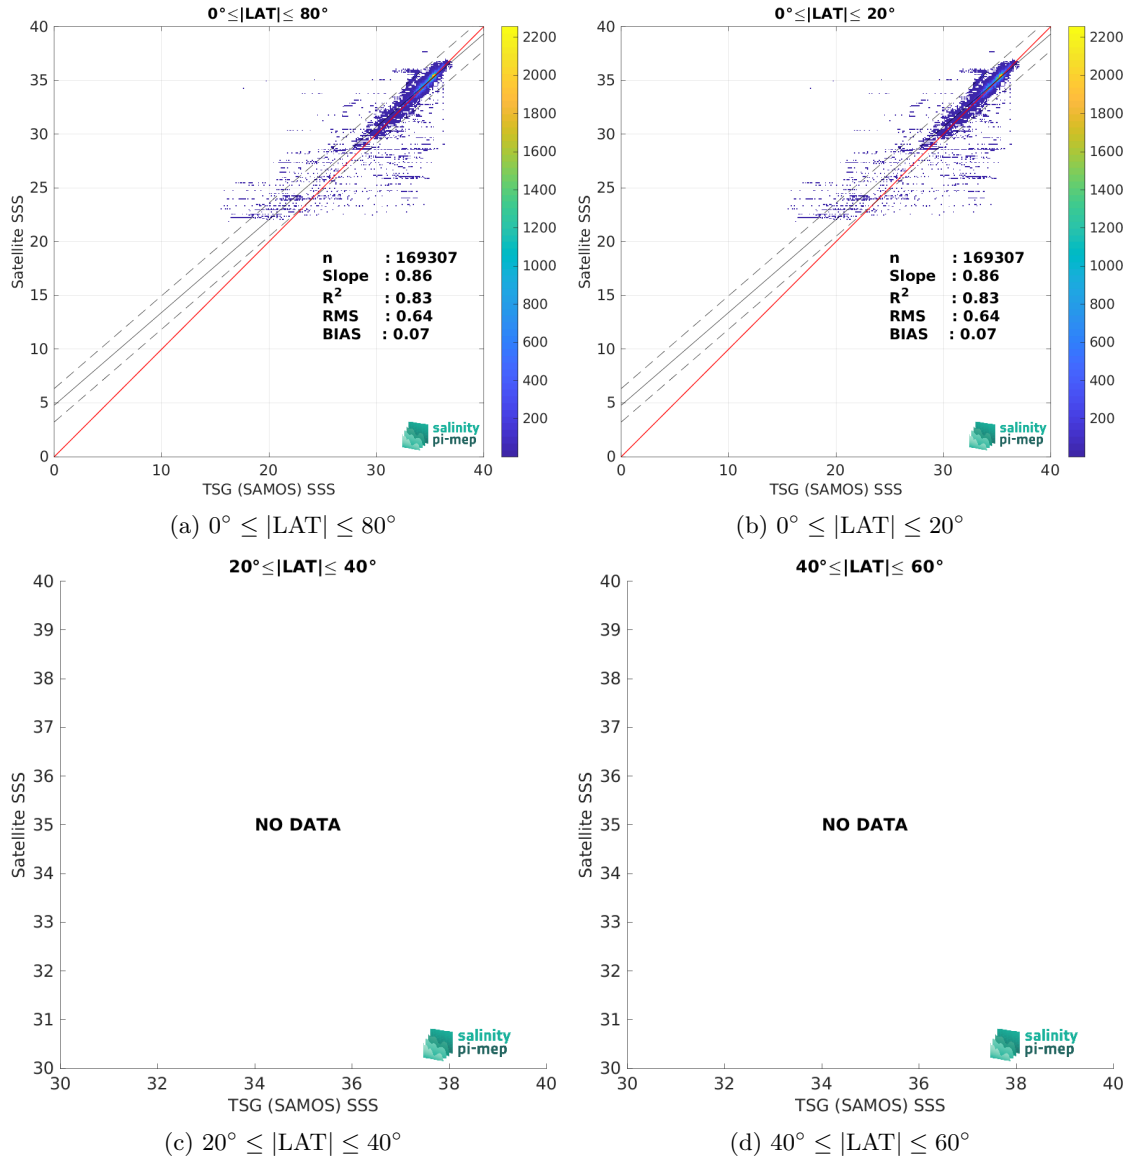 0°≤|LAT|≤ 80°
40
35
30
25
20
15
10
5
0
Satellite SSS
n : 169307
Slope : 0.86
R² : 0.83
RMS : 0.64
BIAS : 0.07
salinity
pi-mep
0 10 20 30 40
TSG (SAMOS) SSS
2200
2000
1800
1600
1400
1200
1000
800
600
400
200
(a) 0° ≤ |LAT| ≤ 80°
0°≤|LAT|≤ 20°
40
35
30
25
20
15
10
5
0
Satellite SSS
n : 169307
Slope : 0.86
R² : 0.83
RMS : 0.64
BIAS : 0.07
salinity
pi-mep
0 10 20 30 40
TSG (SAMOS) SSS
2200
2000
1800
1600
1400
1200
1000
800
600
400
200
(b) 0° ≤ |LAT| ≤ 20°
20°≤|LAT|≤ 40°
40
39
38
37
36
35
34
33
32
31
30
Satellite SSS
NO DATA
salinity
pi-mep
30 32 34 36 38 40
TSG (SAMOS) SSS
(c) 20° ≤ |LAT| ≤ 40°
40°≤|LAT|≤ 60°
40
39
38
37
36
35
34
33
32
31
30
Satellite SSS
NO DATA
salinity
pi-mep
30 32 34 36 38 40
TSG (SAMOS) SSS
(d) 40° ≤ |LAT| ≤ 60°